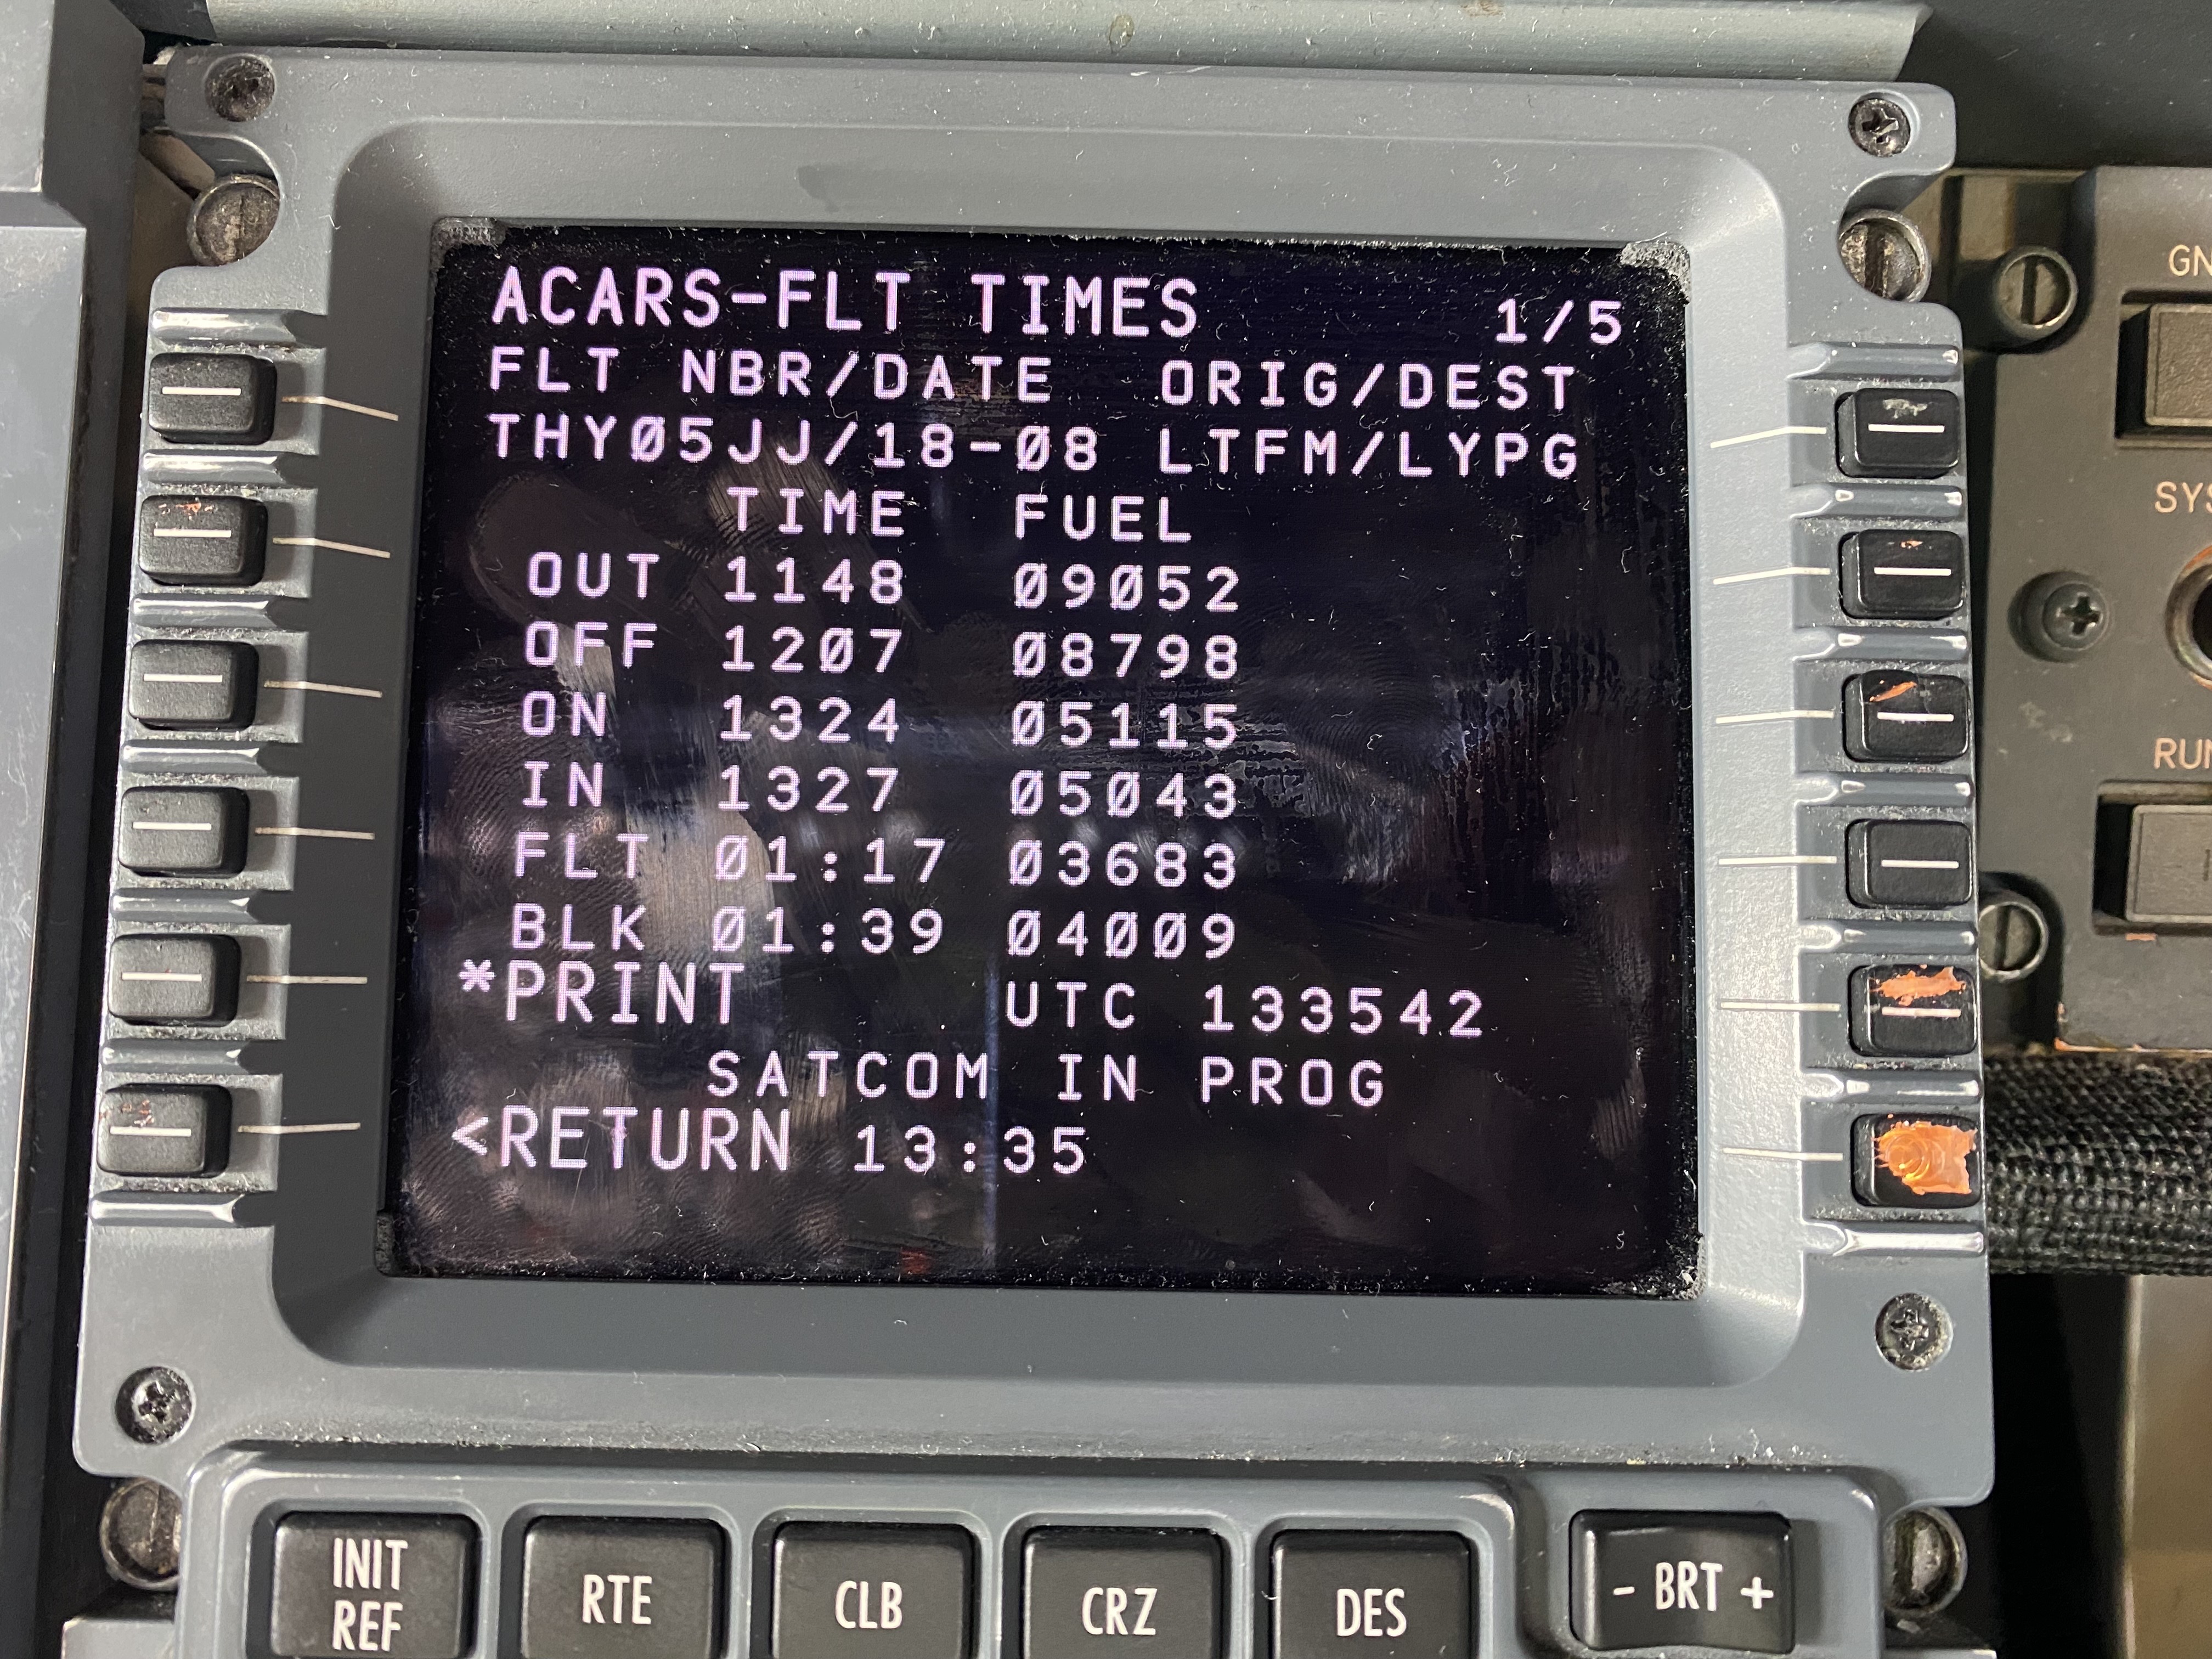 ACARS-FLT TIMES 1/5
FLT NBR/DATE ORIG/DEST
THY05JJ/18-08 LTFM/LYPG
TIME FUEL
OUT 1148 09052
OFF 1207 08798
ON 1324 05115
IN 1327 05043
FLT 01:17 03683
BLK 01:39 04009
*PRINT UTC 133542
SATCOM IN PROG
<RETURN 13:35
INIT REF
RTE
CLB
CRZ
DES
- BRT +